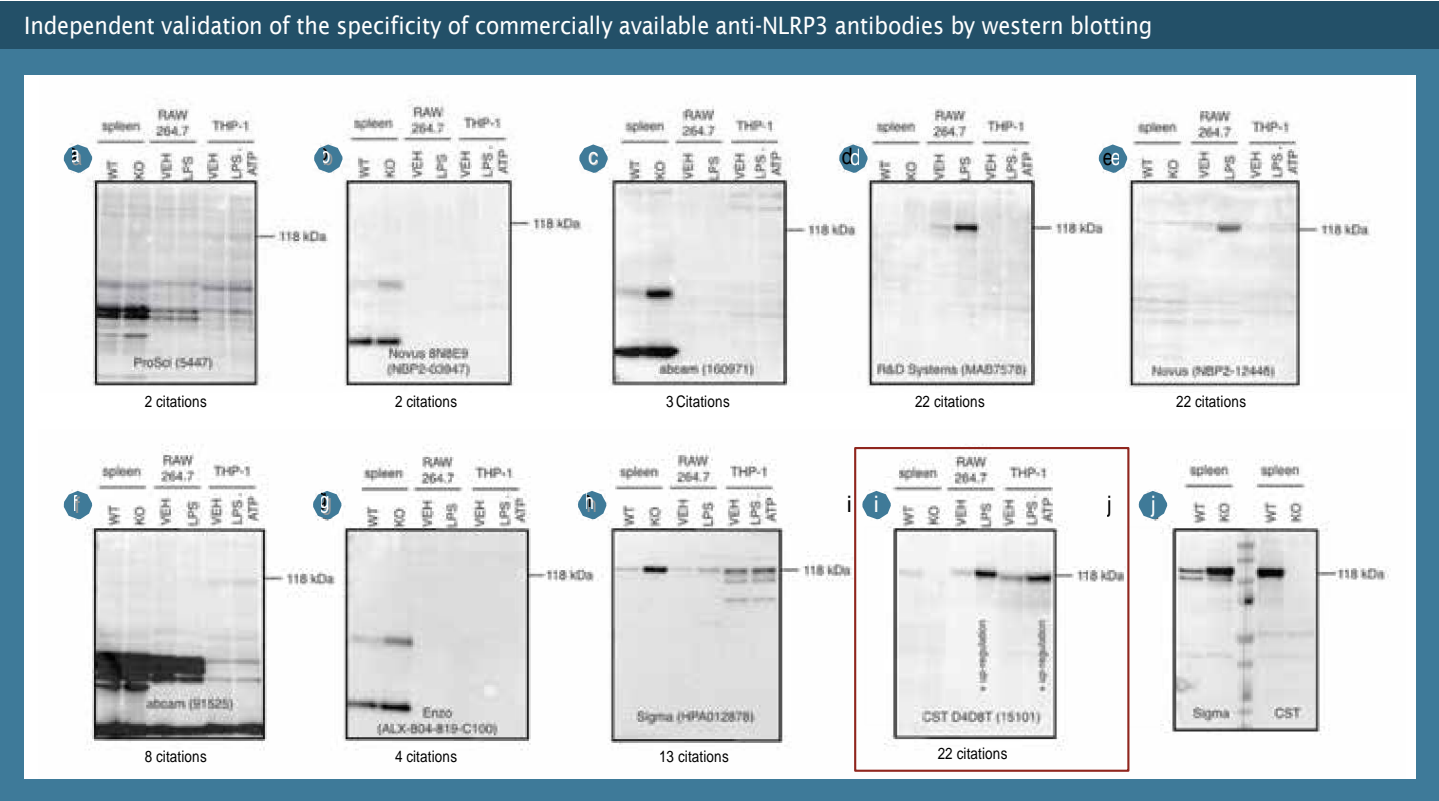 Independent validation of the specificity of commercially available anti-NLRP3 antibodies by western blotting
a
spleen
RAW 264.7
THP-1
WT
KO
VEH
LPS
VEH
LPS, ATP
118 kDa
ProSci (5447)
2 citations
b
spleen
RAW 264.7
THP-1
WT
KO
VEH
LPS
VEH
LPS, ATP
118 kDa
Novus 8N8E9
(NBP2-03947)
2 citations
c
spleen
RAW 264.7
THP-1
WT
KO
VEH
LPS
VEH
LPS, ATP
118 kDa
abcam (160971)
3 Citations
d
d
spleen
RAW 264.7
THP-1
WT
KO
VEH
LPS
VEH
LPS, ATP
118 kDa
R&D Systems (MAB7578)
22 citations
e
e
spleen
RAW 264.7
THP-1
WT
KO
VEH
LPS
VEH
LPS, ATP
118 kDa
Novus (NBP2-12446)
22 citations
f
spleen
RAW 264.7
THP-1
WT
KO
VEH
LPS
VEH
LPS, ATP
118 kDa
abcam (91525)
8 citations
g
spleen
RAW 264.7
THP-1
WT
KO
VEH
LPS
VEH
LPS, ATP
118 kDa
Enzo
(ALX-804-819-C100)
4 citations
h
spleen
RAW 264.7
THP-1
WT
KO
VEH
LPS
VEH
LPS, ATP
118 kDa
Sigma (HPA012878)
13 citations
i
i
spleen
RAW 264.7
THP-1
WT
KO
VEH
LPS
VEH
LPS, ATP
118 kDa
+ up-regulation
+ up-regulation
CST D4D8T (15101)
22 citations
j
j
spleen
spleen
WT
KO
WT
KO
118 kDa
Sigma
CST